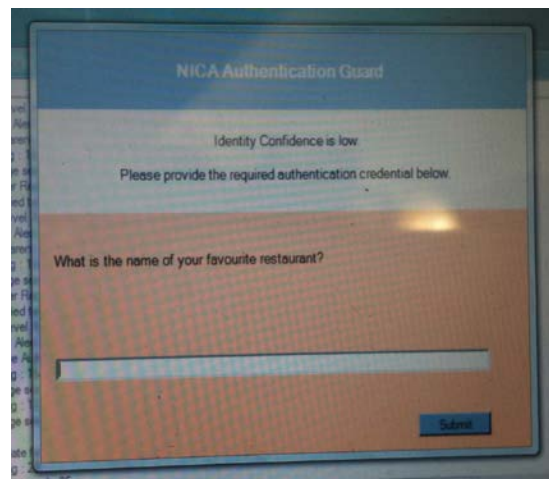 NICA Authentication Guard
Identity Confidence is low
Please provide the required authentication credential below.
What is the name of your favourite restaurant?
Submit